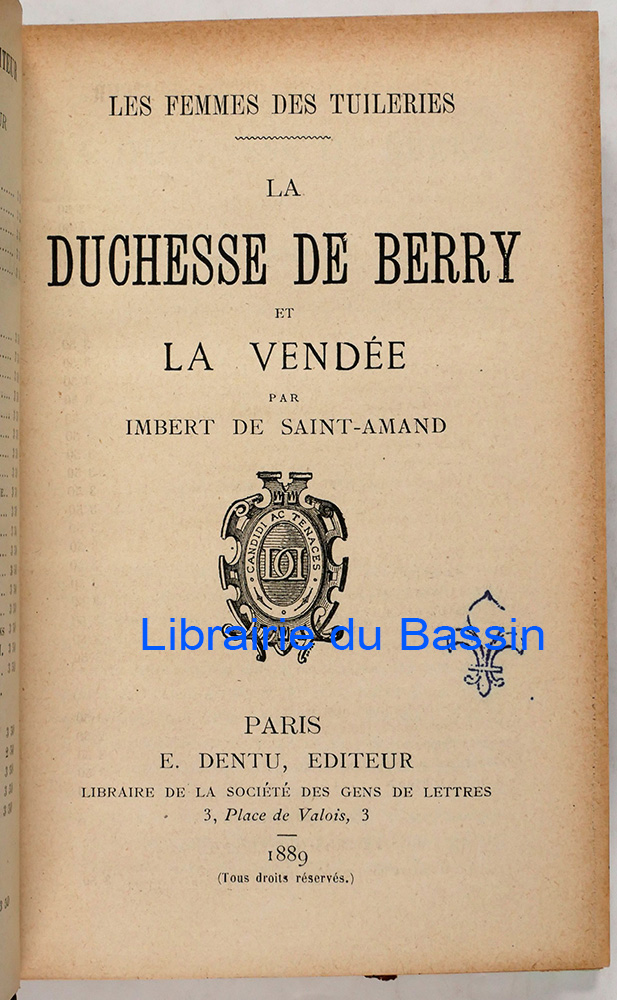 LES FEMMES DES TUILERIES
LA
DUCHESSE DE BERRY
ET
LA VENDÉE
PAR
IMBERT DE SAINT-AMAND
CANDIDI AC TENACES
Librairie du Bassin
PARIS
E. DENTU, EDITEUR
LIBRAIRE DE LA SOCIÉTÉ DES GENS DE LETTRES
3, Place de Valois, 3
1889
(Tous droits réservés.)